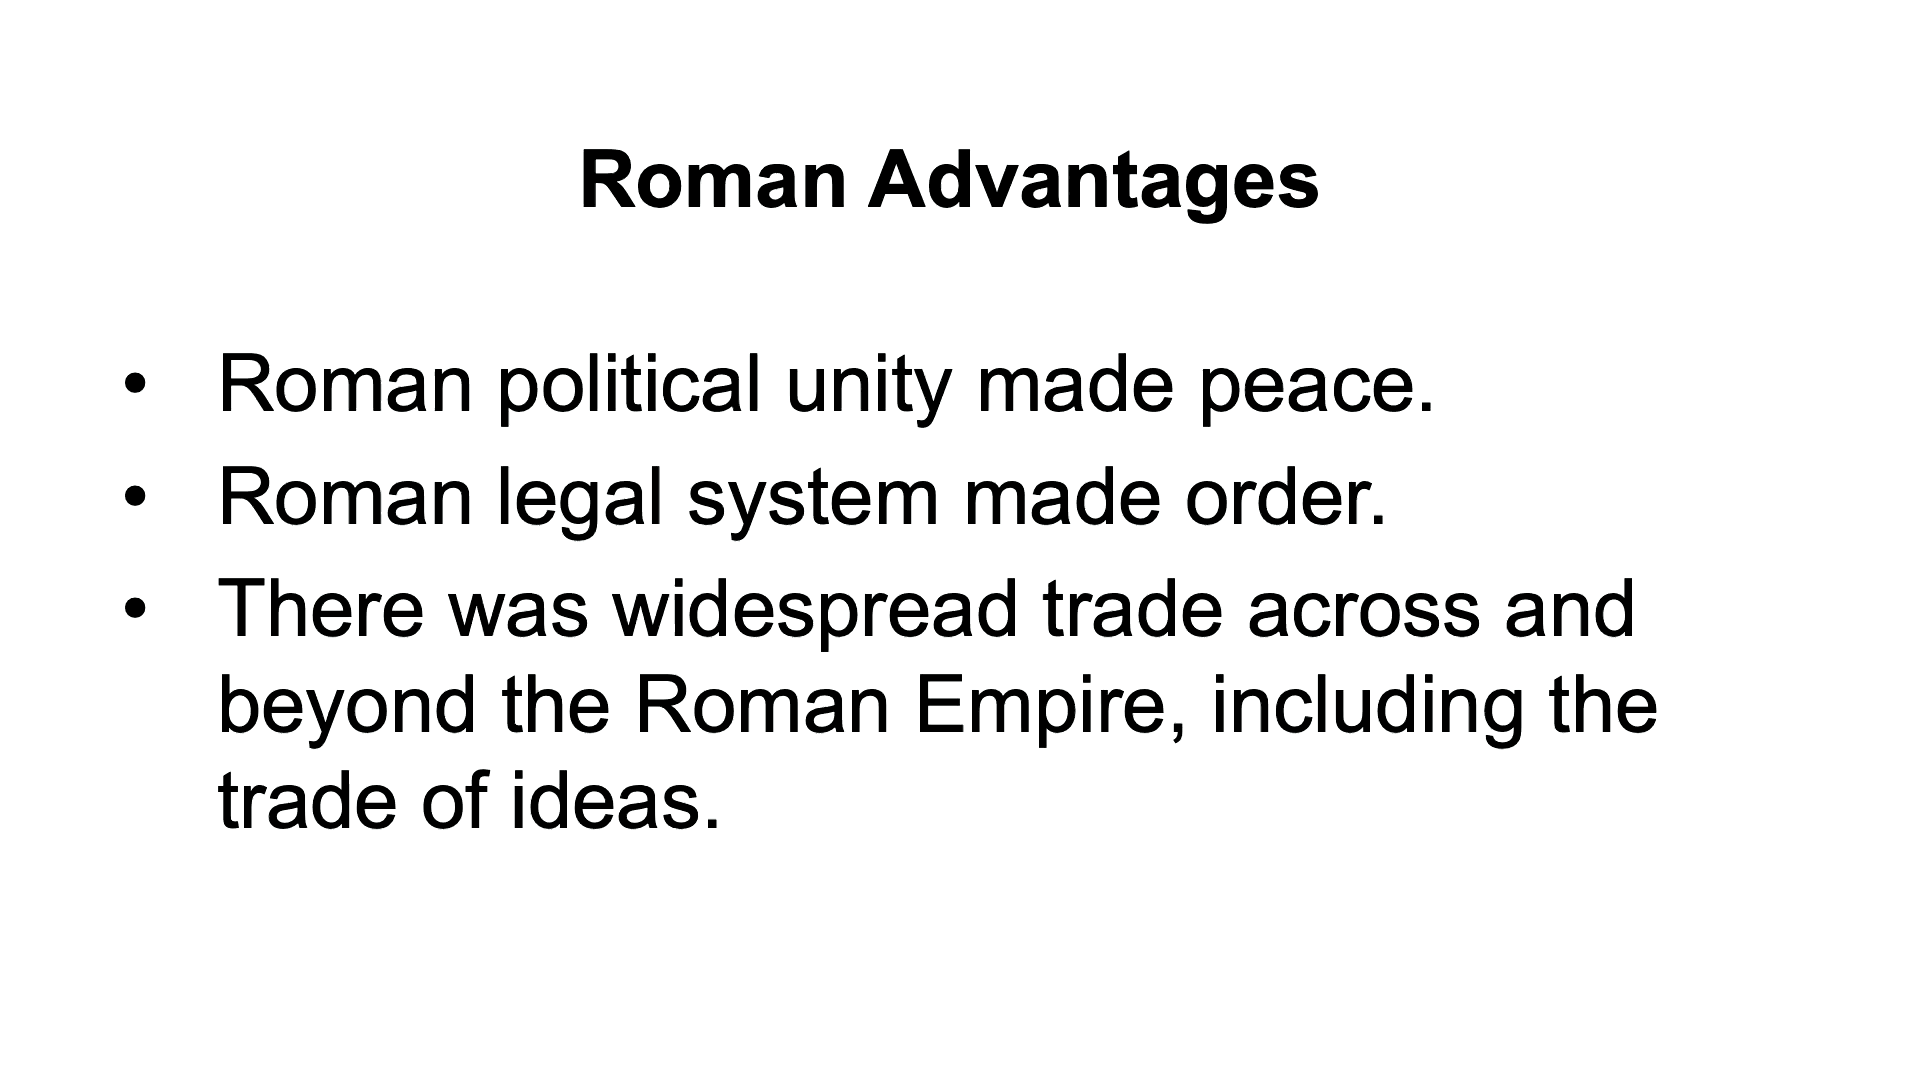 Roman Advantages
• Roman political unity made peace.
• Roman legal system made order.
• There was widespread trade across and
beyond the Roman Empire, including the
trade of ideas.